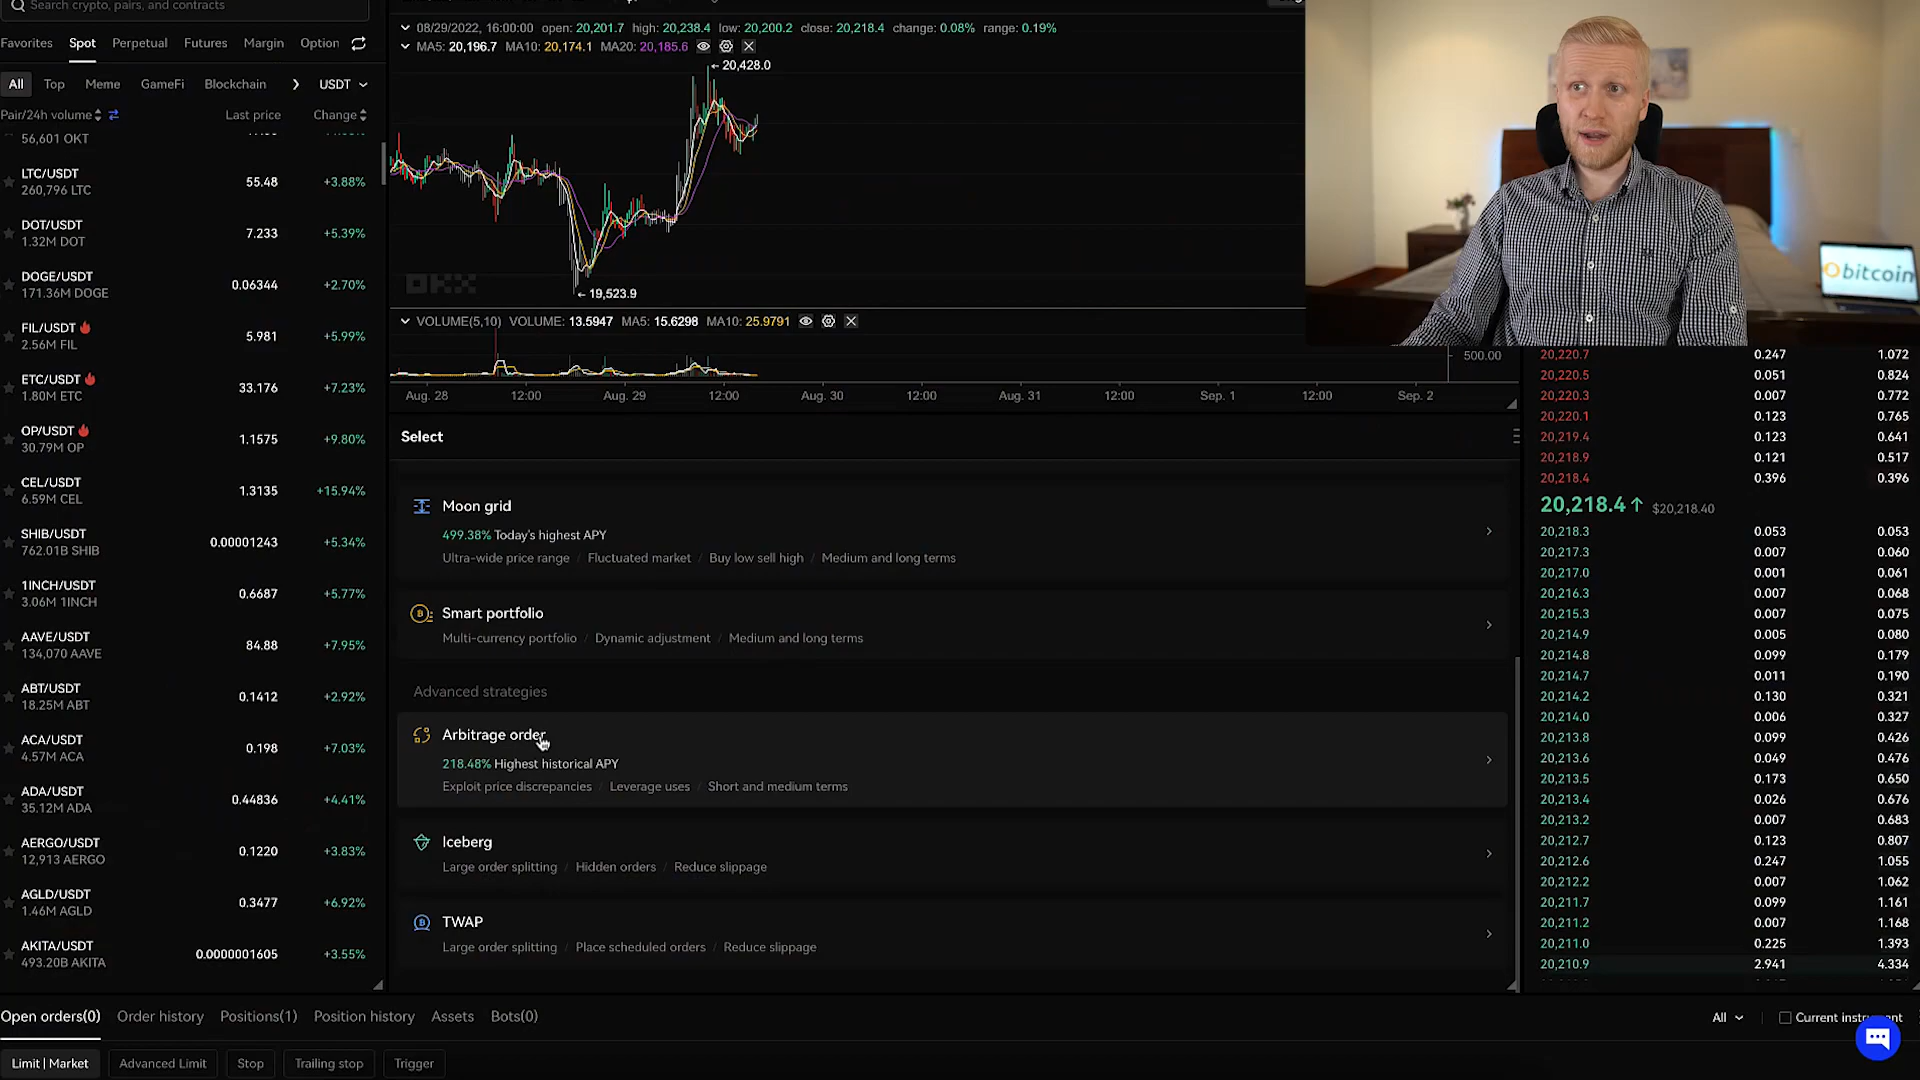 Search crypto, pairs, and contracts
Favorites Spot Perpetual Futures Margin Option
All Top Meme GameFi Blockchain USDT
Pair/24h volume Last price Change
56,601 OKT
LTC/USDT 55.48 +3.88%
260,796 LTC
DOT/USDT 7.233 +5.39%
1.32M DOT
DOGE/USDT 0.06344 +2.70%
171.36M DOGE
FIL/USDT 5.981 +5.99%
2.56M FIL
ETC/USDT 33.176 +7.23%
1.80M ETC
OP/USDT 1.1575 +9.80%
30.79M OP
CEL/USDT 1.3135 +15.94%
6.59M CEL
SHIB/USDT 0.00001243 +5.34%
762.01B SHIB
1INCH/USDT 0.6687 +5.77%
3.06M 1INCH
AAVE/USDT 84.88 +7.95%
134,070 AAVE
ABT/USDT 0.1412 +2.92%
18.25M ABT
ACA/USDT 0.198 +7.03%
4.57M ACA
ADA/USDT 0.44836 +4.41%
35.12M ADA
AERGO/USDT 0.1220 +3.83%
12,913 AERGO
AGLD/USDT 0.3477 +6.92%
1.46M AGLD
AKITA/USDT 0.0000001605 +3.55%
493.20B AKITA
08/29/2022, 16:00:00 open: 20,201.7 high: 20,238.4 low: 20,200.2 close: 20,218.4 change: 0.08% range: 0.19%
MA5: 20,196.7 MA10: 20,174.1 MA20: 20,185.6
20,428.0
OKX
19,523.9
VOLUME(5,10) VOLUME: 13.5947 MA5: 15.6298 MA10: 25.9791
500.00
Aug. 28 12:00 Aug. 29 12:00 Aug. 30 12:00 Aug. 31 12:00 Sep. 1 12:00 Sep. 2
Select
Moon grid
499.38% Today's highest APY
Ultra-wide price range / Fluctuated market / Buy low sell high / Medium and long terms
Smart portfolio
Multi-currency portfolio / Dynamic adjustment / Medium and long terms
Advanced strategies
Arbitrage order
218.48% Highest historical APY
Exploit price discrepancies / Leverage uses / Short and medium terms
Iceberg
Large order splitting / Hidden orders / Reduce slippage
TWAP
Large order splitting / Place scheduled orders / Reduce slippage
bitcoin
20,220.7 0.247 1.072
20,220.5 0.051 0.824
20,220.3 0.007 0.772
20,220.1 0.123 0.765
20,219.4 0.123 0.641
20,218.9 0.121 0.517
20,218.4 0.396 0.396
20,218.4 $20,218.40
20,218.3 0.053 0.053
20,217.3 0.007 0.060
20,217.0 0.001 0.061
20,216.3 0.007 0.068
20,215.3 0.007 0.075
20,214.9 0.005 0.080
20,214.8 0.099 0.179
20,214.7 0.011 0.190
20,214.2 0.130 0.321
20,214.0 0.006 0.327
20,213.8 0.099 0.426
20,213.6 0.049 0.475
20,213.5 0.173 0.650
20,213.4 0.026 0.676
20,213.2 0.007 0.683
20,212.7 0.123 0.807
20,212.6 0.247 1.055
20,212.2 0.007 1.062
20,211.7 0.099 1.161
20,211.2 0.007 1.168
20,211.0 0.225 1.393
20,210.9 2.941 4.334
Open orders(0) Order history Positions(1) Position history Assets Bots(0) All Current
Limit | Market Advanced Limit Stop Trailing stop Trigger